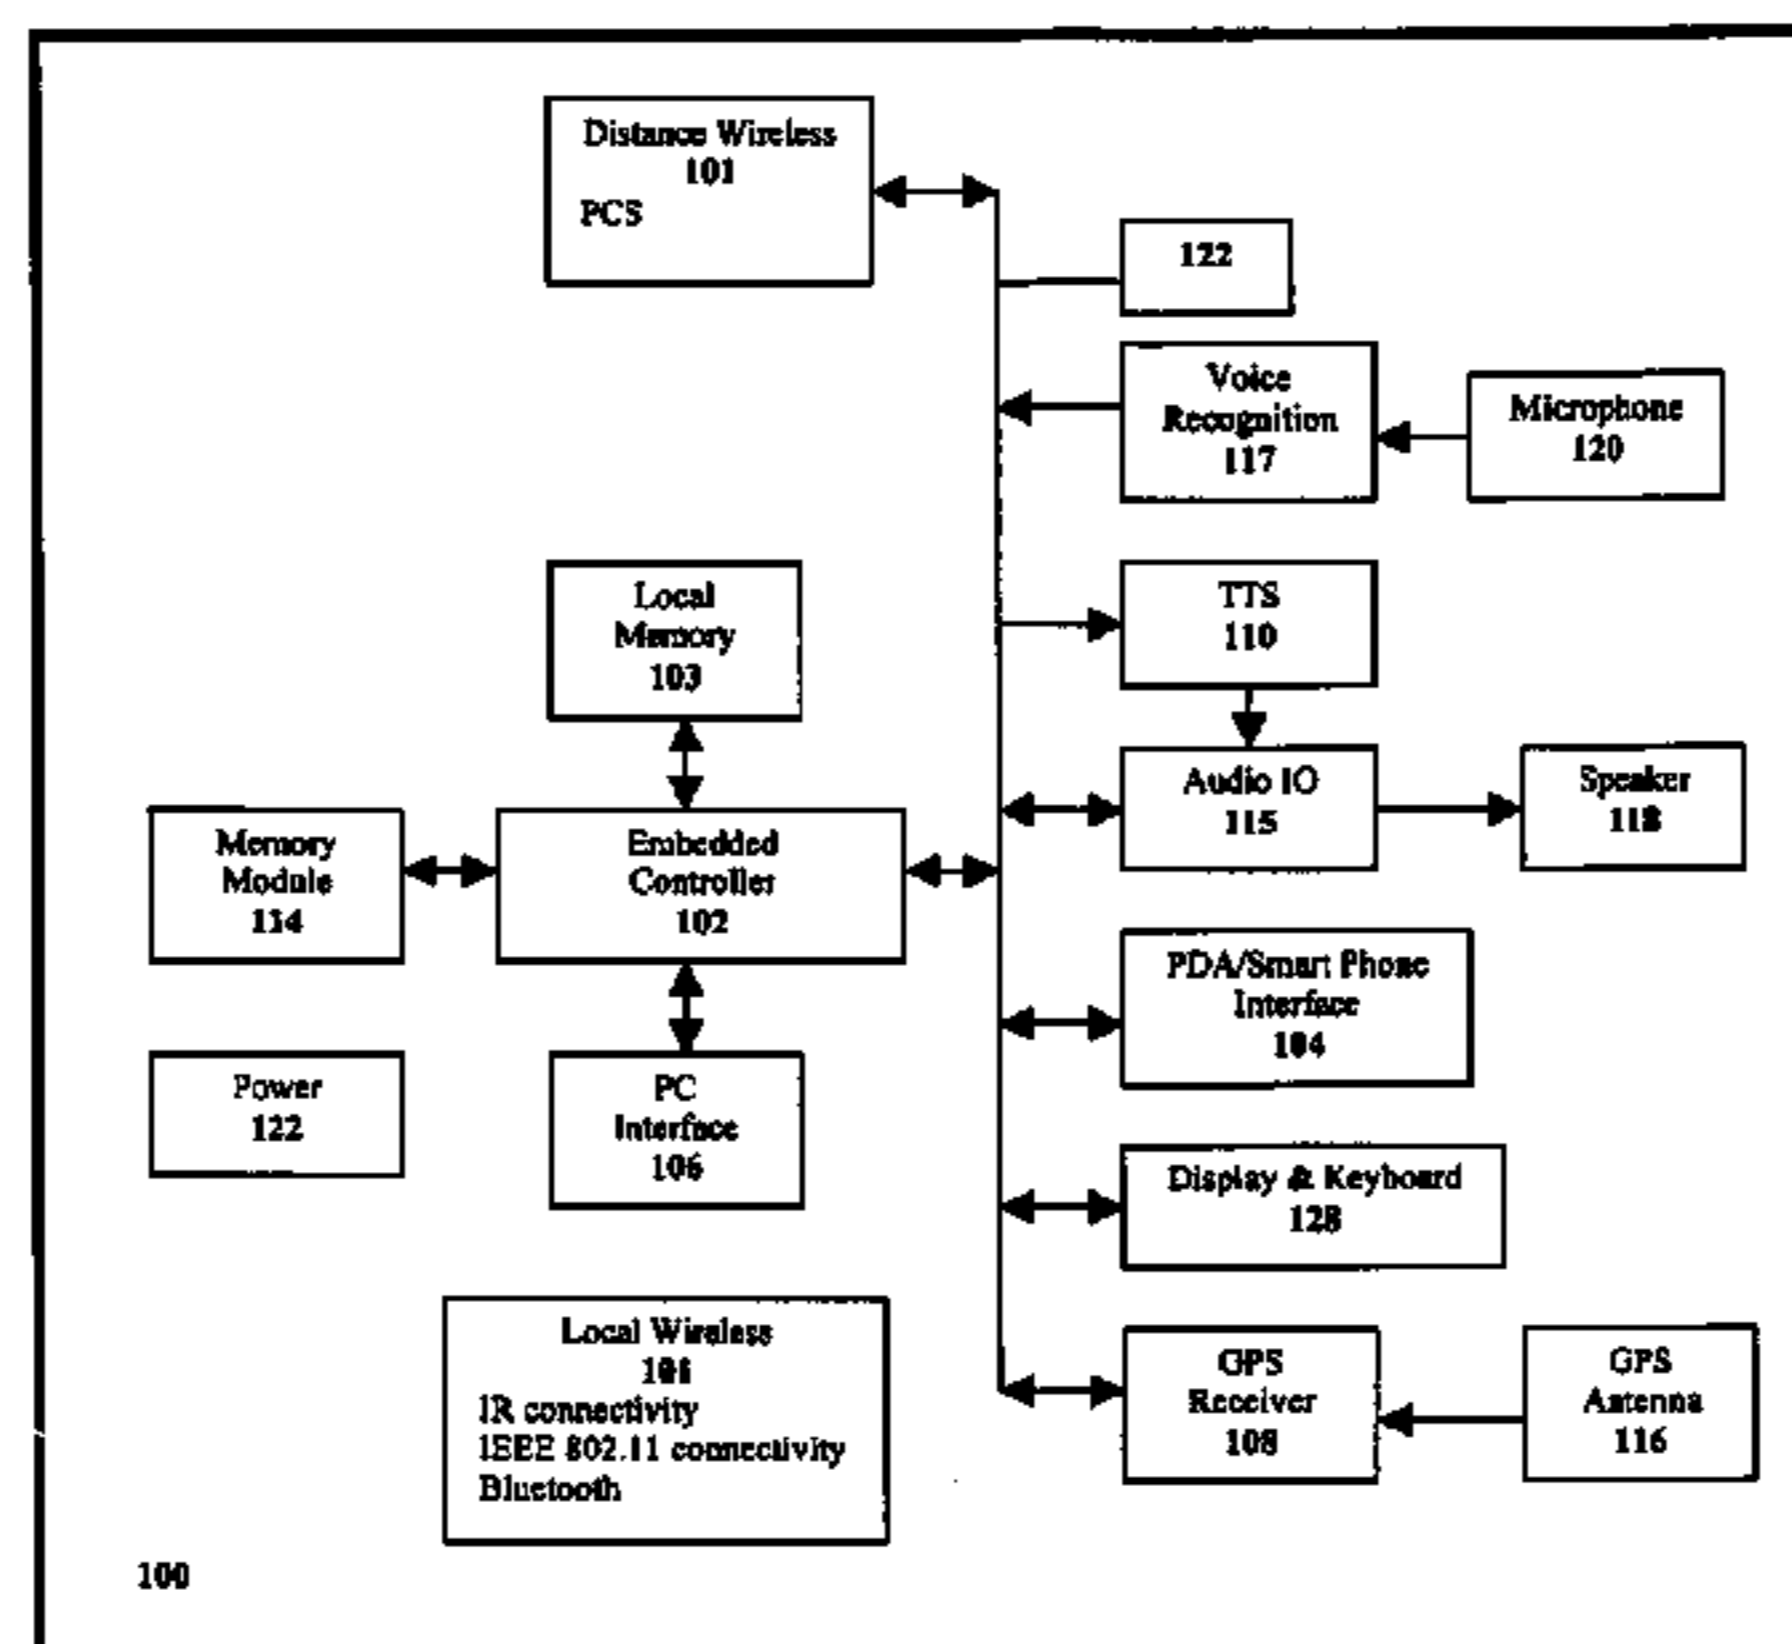 Distance Wireless
101
PCS
122
Voice
Recognition
117
Microphone
120
Local
Memory
103
TTS
110
Audio IO
115
Speaker
118
Memory
Module
114
Embedded
Controller
102
PDA/Smart Phone
Interface
104
Power
122
PC
Interface
106
Display & Keyboard
128
Local Wireless
101
IR connectivity
IEEE 802.11 connectivity
Bluetooth
GPS
Receiver
108
GPS
Antenna
116
100